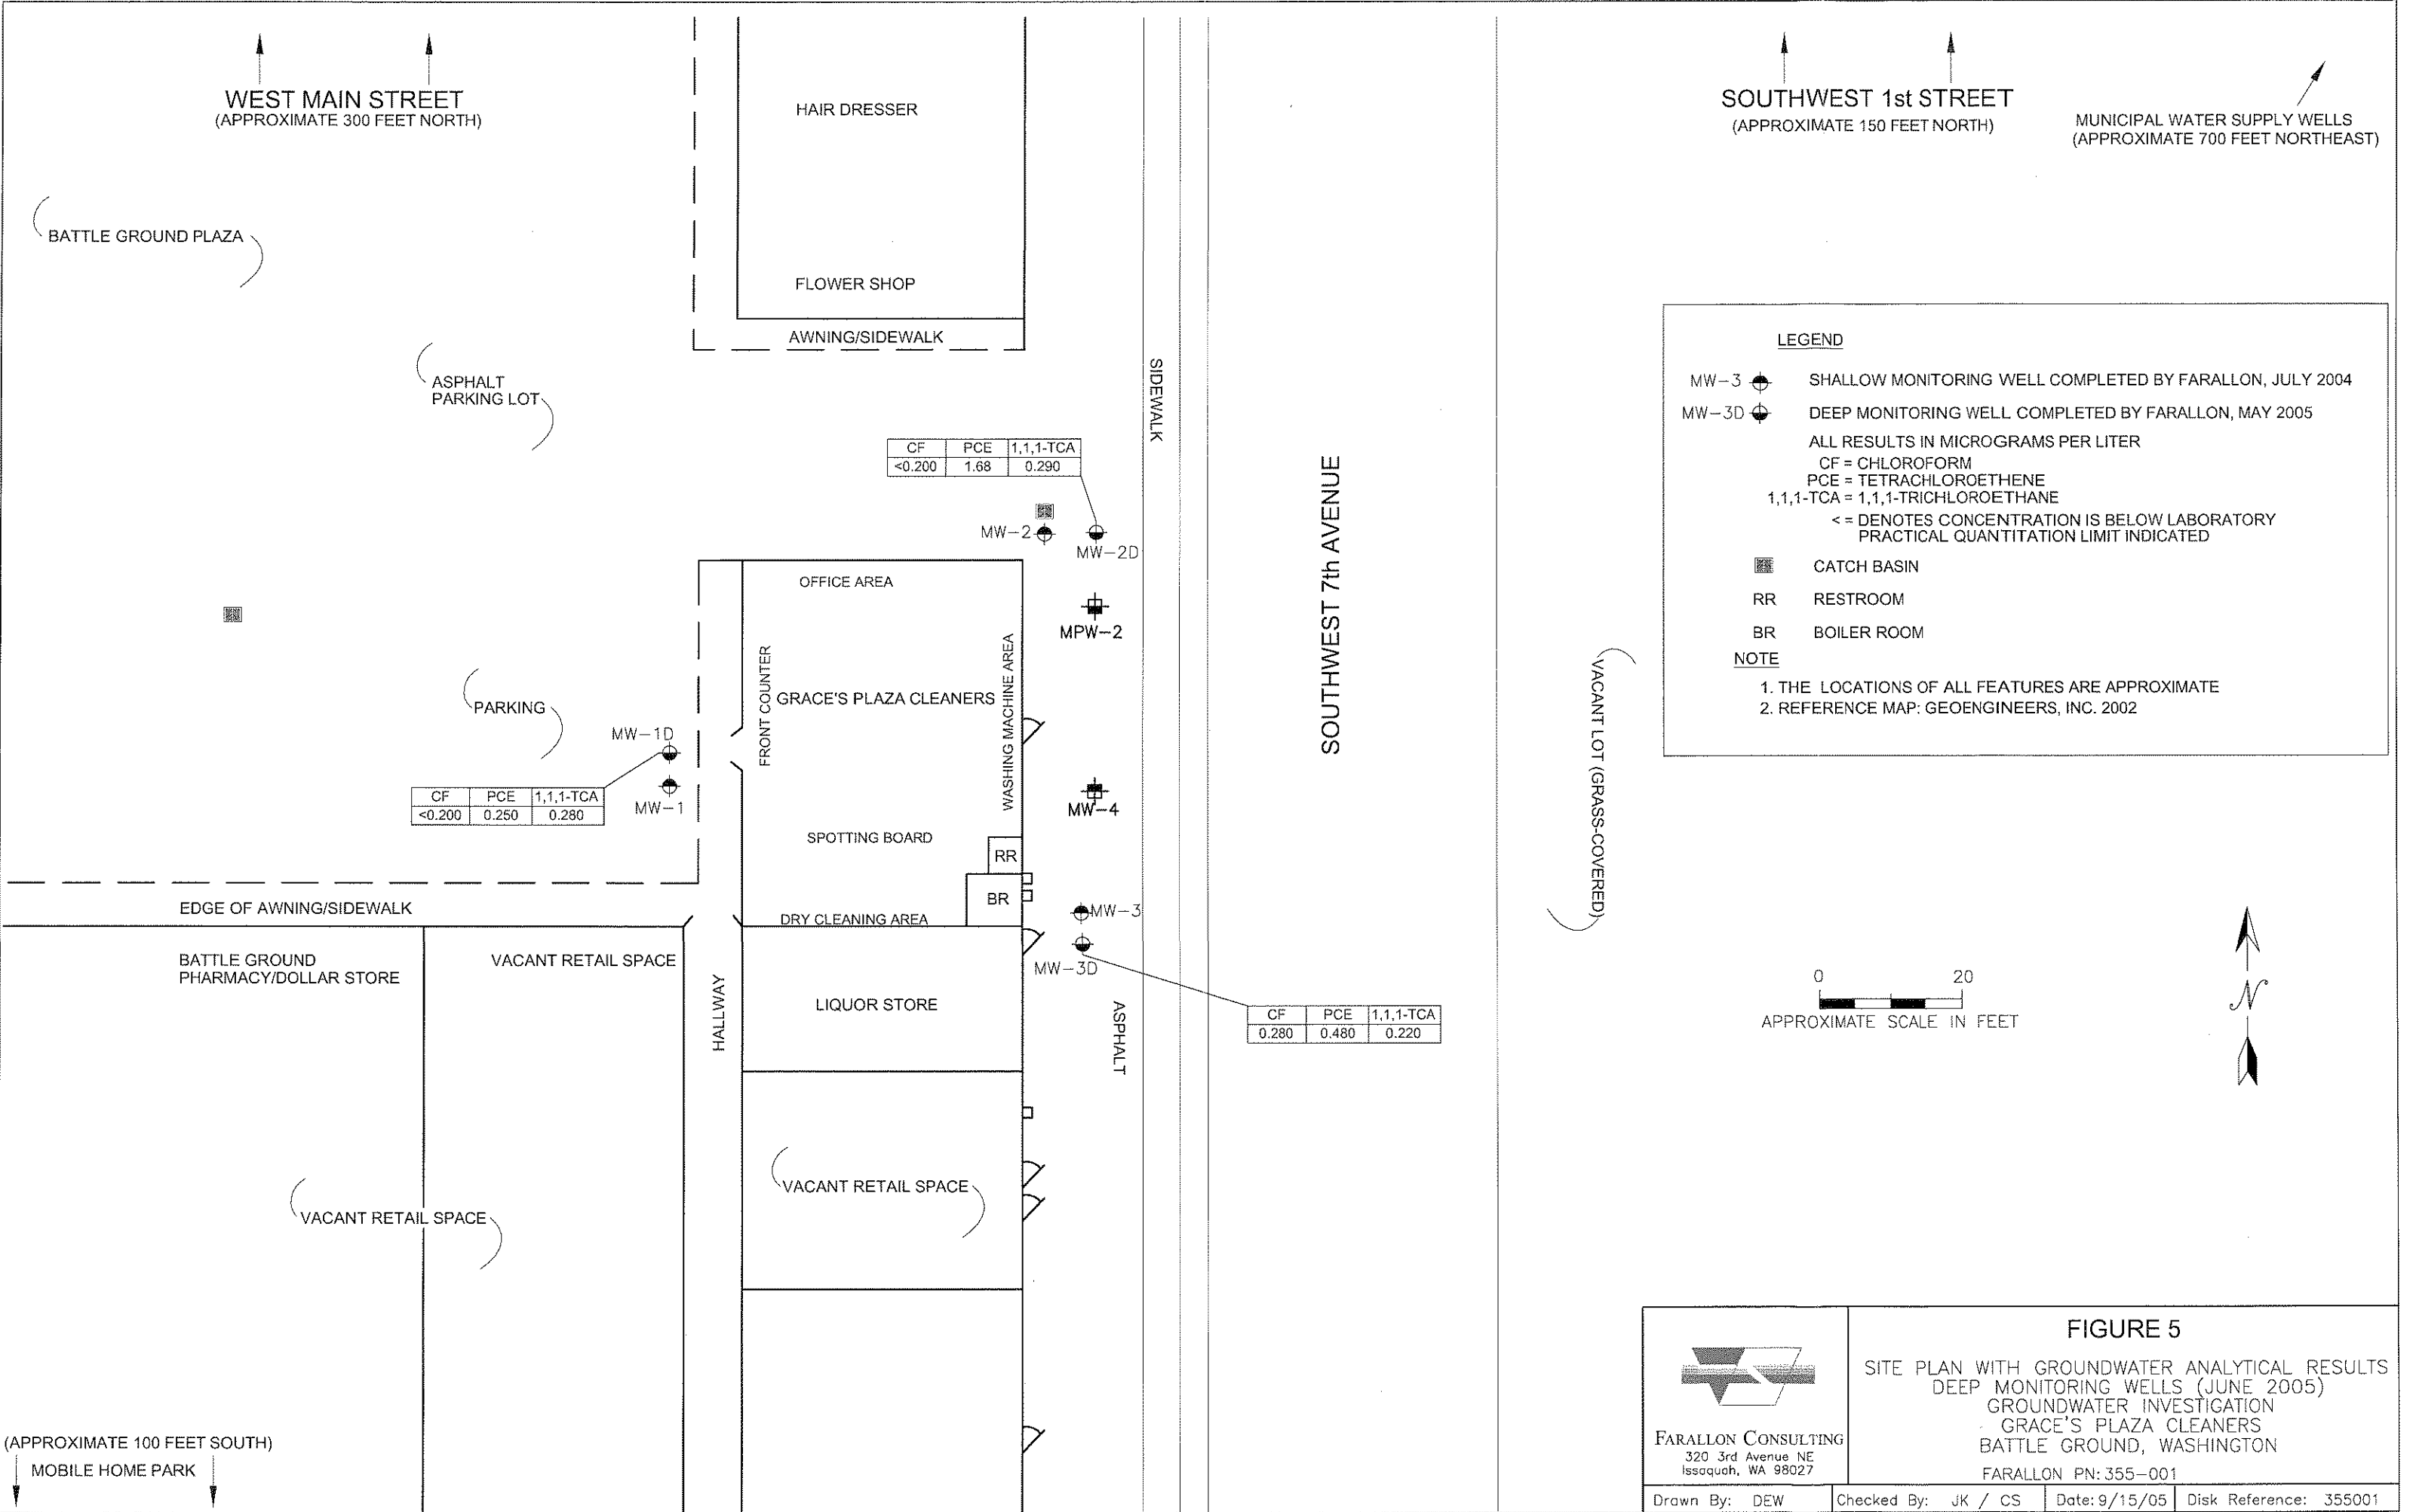 WEST MAIN STREET
(APPROXIMATE 300 FEET NORTH)
HAIR DRESSER
SOUTHWEST 1st STREET
(APPROXIMATE 150 FEET NORTH)
MUNICIPAL WATER SUPPLY WELLS
(APPROXIMATE 700 FEET NORTHEAST)
BATTLE GROUND PLAZA
FLOWER SHOP
AWNING/SIDEWALK
ASPHALT
PARKING LOT
SIDEWALK
CF PCE 1,1,1-TCA
<0.200 1.68 0.290
MW-2
MW-2D
OFFICE AREA
MPW-2
SOUTHWEST 7th AVENUE
PARKING
FRONT COUNTER
GRACE'S PLAZA CLEANERS
WASHING MACHINE AREA
VACANT LOT (GRASS-COVERED)
MW-1D
CF PCE 1,1,1-TCA
<0.200 0.250 0.280
MW-1
MW-4
SPOTTING BOARD
RR
BR
EDGE OF AWNING/SIDEWALK
DRY CLEANING AREA
MW-3
MW-3D
BATTLE GROUND
PHARMACY/DOLLAR STORE
VACANT RETAIL SPACE
HALLWAY
LIQUOR STORE
ASPHALT
CF PCE 1,1,1-TCA
0.280 0.480 0.220
VACANT RETAIL SPACE
VACANT RETAIL SPACE
(APPROXIMATE 100 FEET SOUTH)
MOBILE HOME PARK
LEGEND
MW-3 SHALLOW MONITORING WELL COMPLETED BY FARALLON, JULY 2004
MW-3D DEEP MONITORING WELL COMPLETED BY FARALLON, MAY 2005
ALL RESULTS IN MICROGRAMS PER LITER
CF = CHLOROFORM
PCE = TETRACHLOROETHENE
1,1,1-TCA = 1,1,1-TRICHLOROETHANE
< = DENOTES CONCENTRATION IS BELOW LABORATORY
PRACTICAL QUANTITATION LIMIT INDICATED
CATCH BASIN
RR RESTROOM
BR BOILER ROOM
NOTE
1. THE LOCATIONS OF ALL FEATURES ARE APPROXIMATE
2. REFERENCE MAP: GEOENGINEERS, INC. 2002
0 20
APPROXIMATE SCALE IN FEET
N
FIGURE 5
SITE PLAN WITH GROUNDWATER ANALYTICAL RESULTS
DEEP MONITORING WELLS (JUNE 2005)
GROUNDWATER INVESTIGATION
GRACE'S PLAZA CLEANERS
BATTLE GROUND, WASHINGTON
FARALLON PN: 355-001
FARALLON CONSULTING
320 3rd Avenue NE
Issaquah, WA 98027
Drawn By: DEW Checked By: JK / CS Date: 9/15/05 Disk Reference: 355001